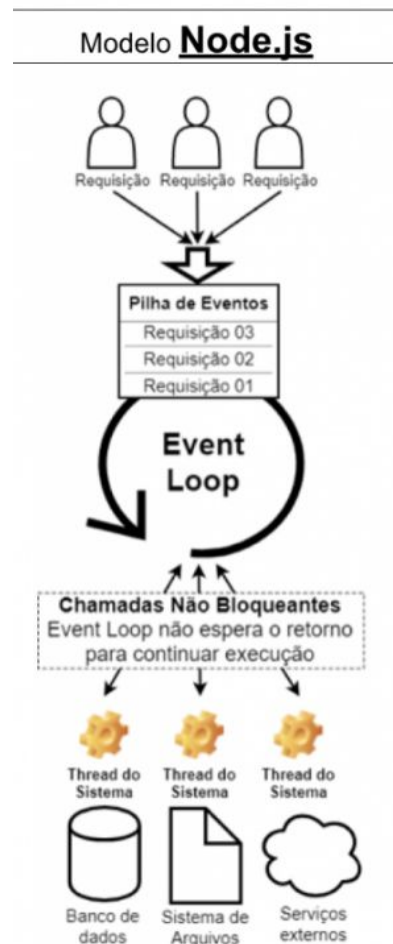 Modelo Node.js
Requisição Requisição Requisição
Pilha de Eventos
Requisição 03
Requisição 02
Requisição 01
Event
Loop
Chamadas Não Bloqueantes
Event Loop não espera o retorno
para continuar execução
Thread do Thread do Thread do
Sistema Sistema Sistema
Banco de Sistema de Serviços
dados Arquivos externos